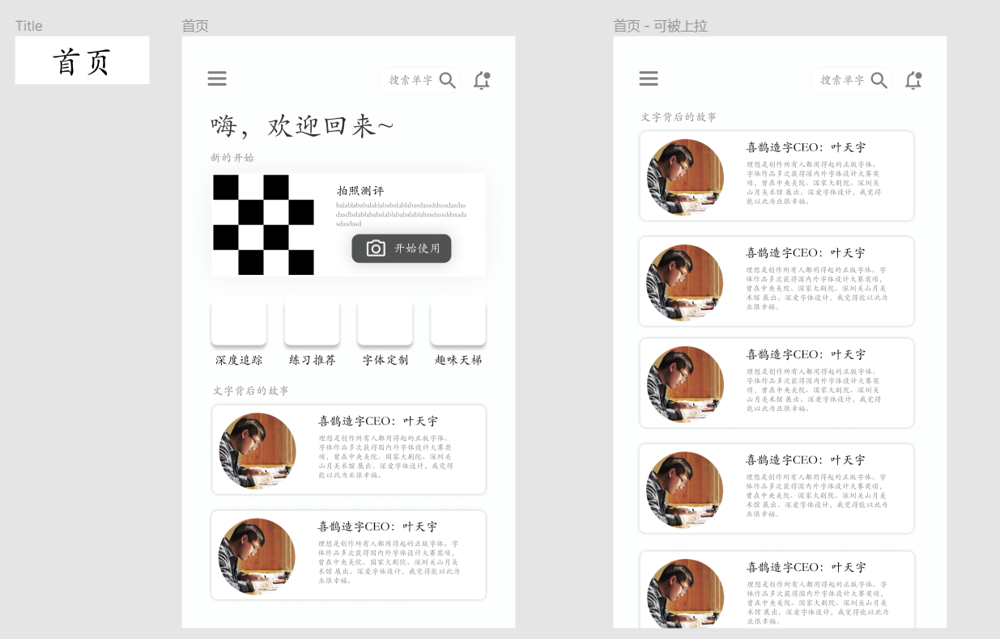 Title
首页
首页
搜索单字
嗨，欢迎回来~
新的开始
拍照测评
balablababalablababalablabasdassddssadasdas
dasdbalablababalablababalablabasdassddssada
sdasdasd
开始使用
深度追踪
练习推荐
字体定制
趣味天梯
文字背后的故事
喜鹊造字CEO：叶天宇
理想是创作所有人都用得起的正版字体。
字体作品多次获得国内外字体设计大赛奖
项，曾在中央美院、国家大剧院、深圳关
山月美术馆 展出。深爱字体设计，我觉得
能以此为业很幸福。
喜鹊造字CEO：叶天宇
理想是创作所有人都用得起的正版字体。字
体作品多次获得国内外字体设计大赛奖项，
曾在中央美院、国家大剧院、深圳关山月美
术馆 展出。深爱字体设计，我觉得能以此为
业很幸福。
首页 - 可被上拉
搜索单字
文字背后的故事
喜鹊造字CEO：叶天宇
理想是创作所有人都用得起的正版字体。
字体作品多次获得国内外字体设计大赛奖
项，曾在中央美院、国家大剧院、深圳关
山月美术馆 展出。深爱字体设计，我觉得
能以此为业很幸福。
喜鹊造字CEO：叶天宇
理想是创作所有人都用得起的正版字体。字
体作品多次获得国内外字体设计大赛奖项，
曾在中央美院、国家大剧院、深圳关山月美
术馆 展出。深爱字体设计，我觉得能以此为
业很幸福。
喜鹊造字CEO：叶天宇
理想是创作所有人都用得起的正版字体。
字体作品多次获得国内外字体设计大赛奖
项，曾在中央美院、国家大剧院、深圳关
山月美术馆 展出。深爱字体设计，我觉得
能以此为业很幸福。
喜鹊造字CEO：叶天宇
理想是创作所有人都用得起的正版字体。字
体作品多次获得国内外字体设计大赛奖项，
曾在中央美院、国家大剧院、深圳关山月美
术馆 展出。深爱字体设计，我觉得能以此为
业很幸福。
喜鹊造字CEO：叶天宇
理想是创作所有人都用得起的正版字体。字
体作品多次获得国内外字体设计大赛奖项，
曾在中央美院、国家大剧院、深圳关山月美
术馆 展出。深爱字体设计，我觉得能以此为
业很幸福。